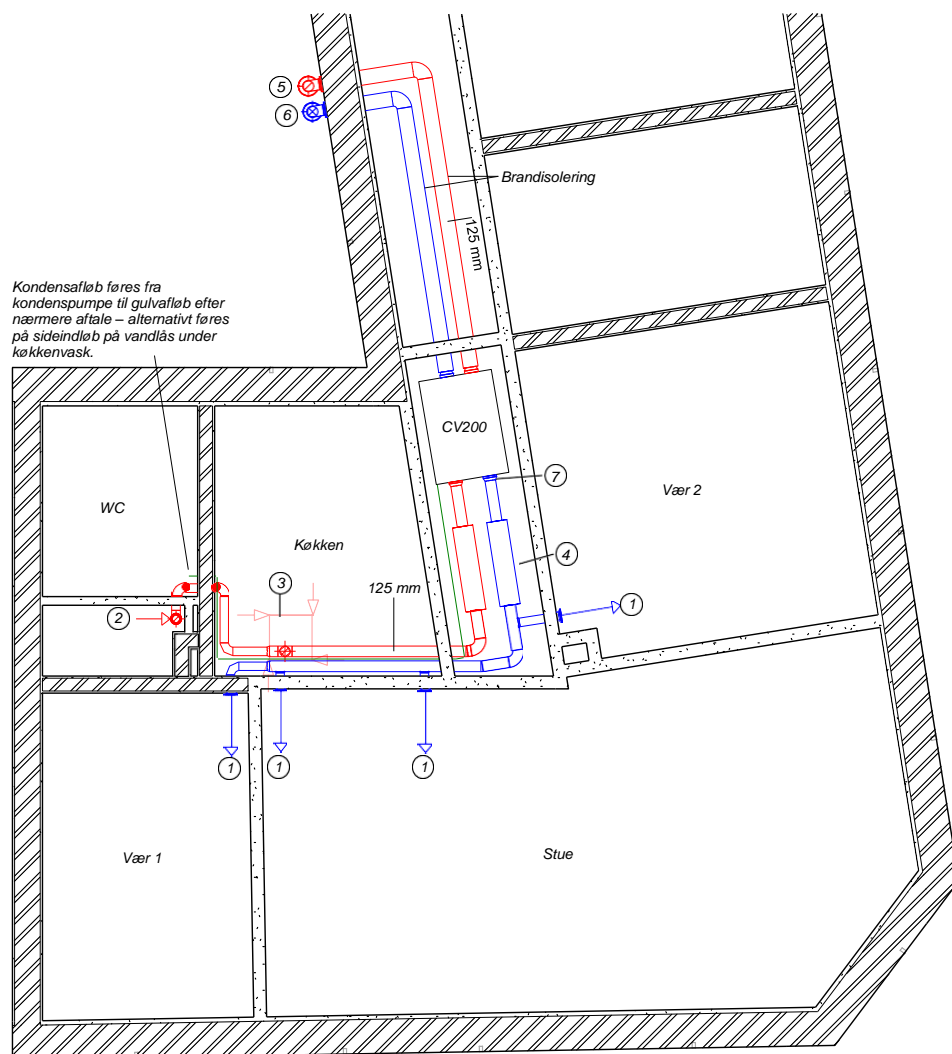 5
6
Brandisolering
125 mm
Kondensafløb føres fra
kondenspumpe til gulvafløb efter
nærmere aftale – alternativt føres
på sideindløb på vandlås under
køkkenvask.
CV200
7
Vær 2
WC
Køkken
4
3
125 mm
1
2
1
1
1
Vær 1
Stue